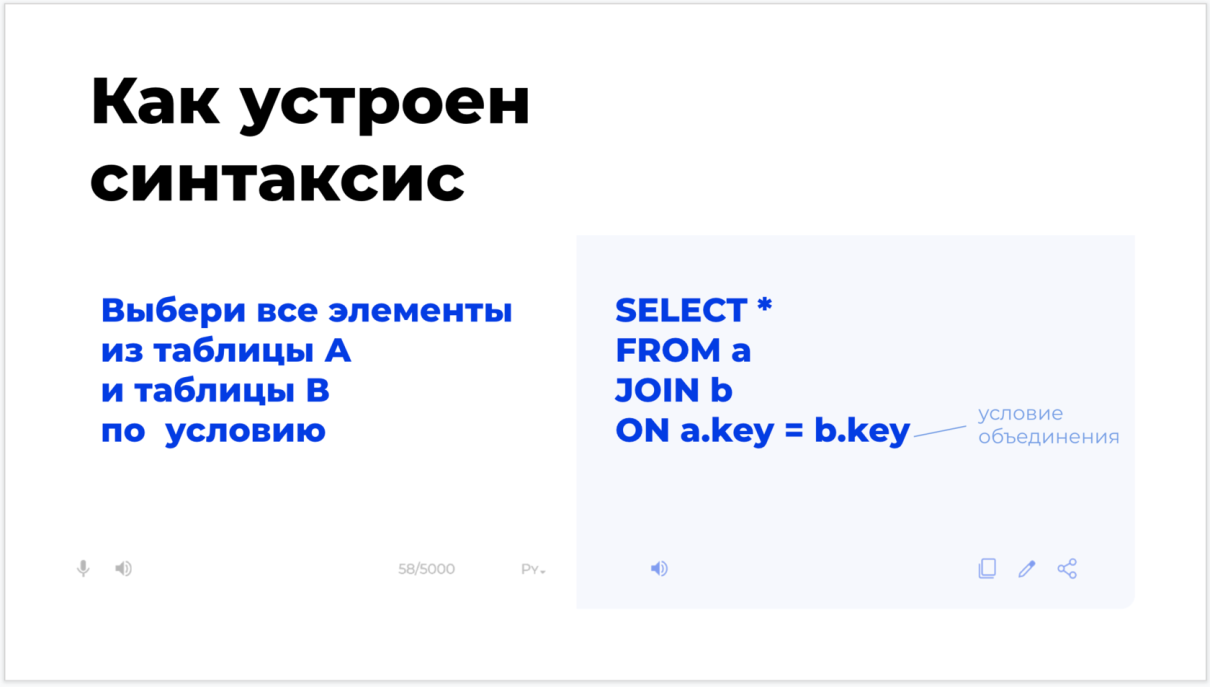 Как устроен
синтаксис
Выбери все элементы
из таблицы А
и таблицы B
по условию
58/5000
Ру
SELECT *
FROM a
JOIN b
ON a.key = b.key
условие
объединения